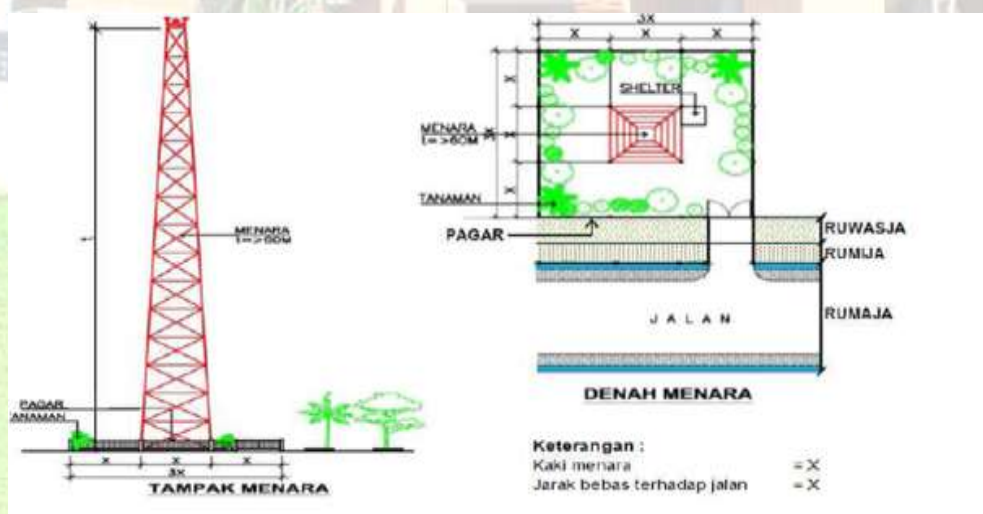 MENARA
t=>60M
t
PAGAR
TANAMAN
X X X
3X
TAMPAK MENARA
3X
X X X
3X
X
X
X
SHELTER
MENARA
t=>60M
TANAMAN
PAGAR
RUWASJA
RUMIJA
RUMAJA
JALAN
DENAH MENARA
Keterangan :
Kaki menara = X
Jarak bebas terhadap jalan = X